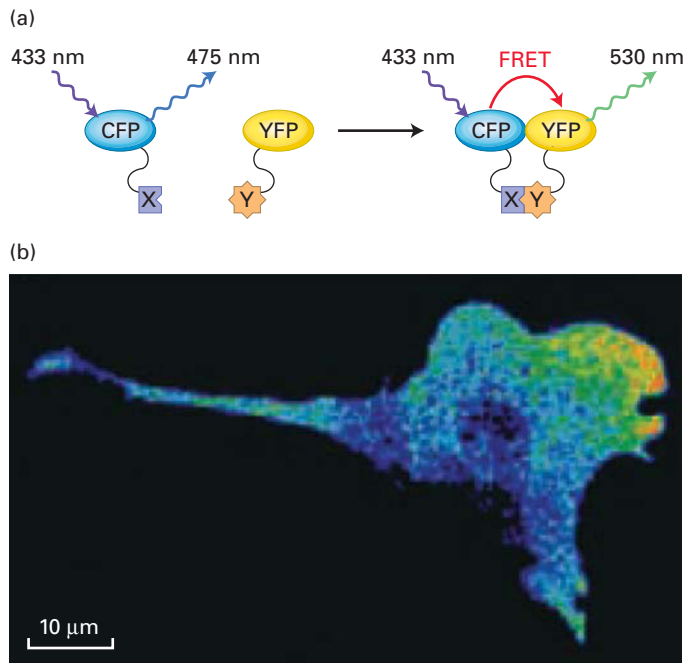 (a)
433 nm 475 nm 433 nm FRET 530 nm
CFP YFP CFP YFP
X Y X Y
(b)
10 μm